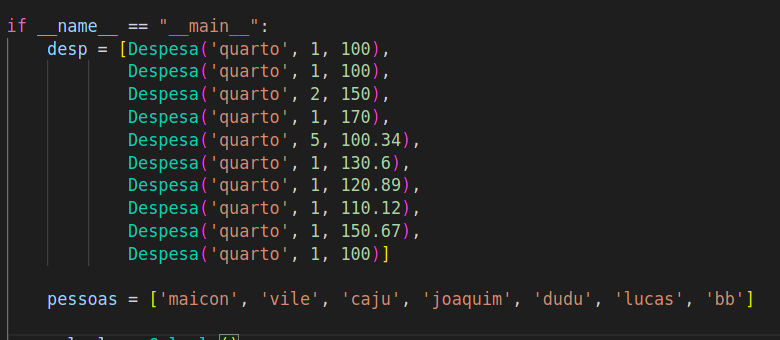 if __name__ == "__main__":
desp = [Despesa('quarto', 1, 100),
Despesa('quarto', 1, 100),
Despesa('quarto', 2, 150),
Despesa('quarto', 1, 170),
Despesa('quarto', 5, 100.34),
Despesa('quarto', 1, 130.6),
Despesa('quarto', 1, 120.89),
Despesa('quarto', 1, 110.12),
Despesa('quarto', 1, 150.67),
Despesa('quarto', 1, 100)]
pessoas = ['maicon', 'vile', 'caju', 'joaquim', 'dudu', 'lucas', 'bb']